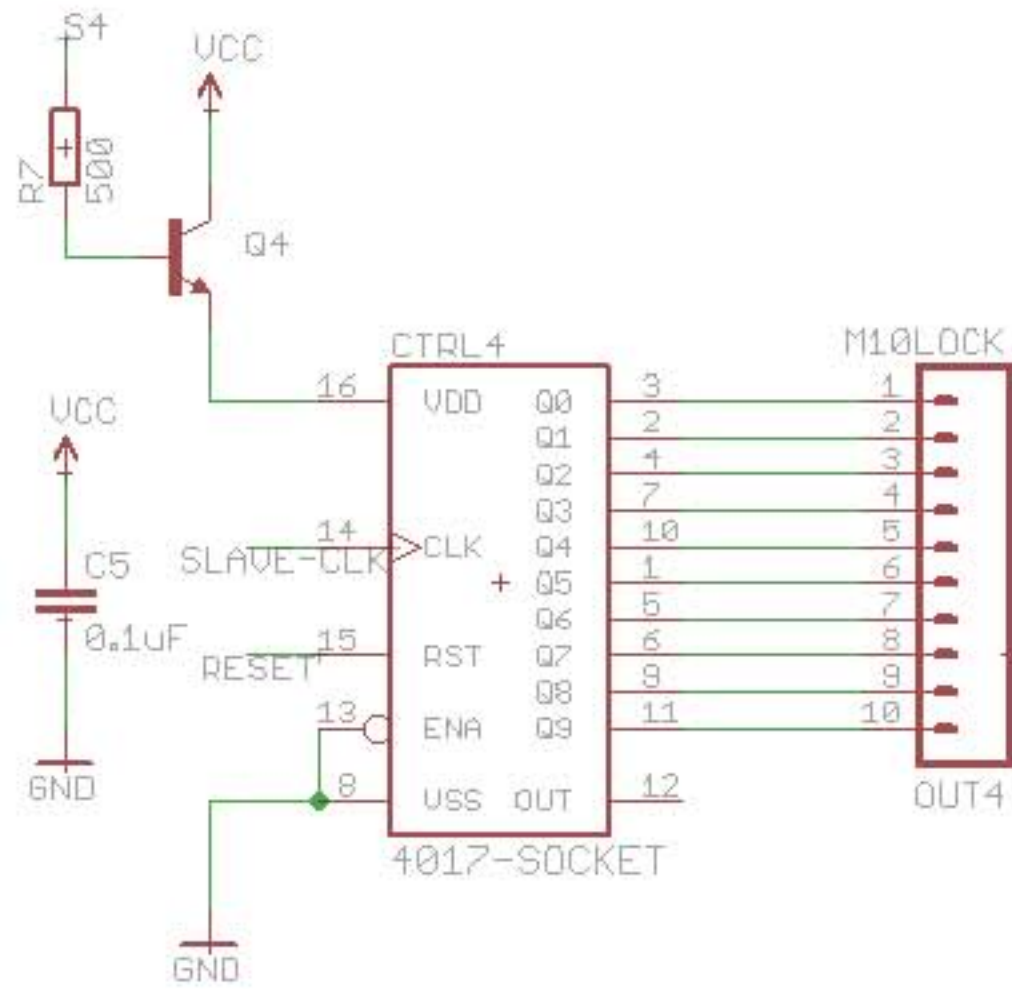 S4
VCC
R7
500
Q4
CTRL4
M10LOCK
16 VDD Q0 3 1
Q1 2 2
Q2 4 3
Q3 7 4
14 CLK Q4 10 5
SLAVE-CLK
Q5 1 6
Q6 5 7
15 RST Q7 6 8
RESET
Q8 9 9
13 ENA Q9 11 10
8 VSS OUT 12
VCC
C5
0.1uF
GND
OUT4
4017-SOCKET
GND